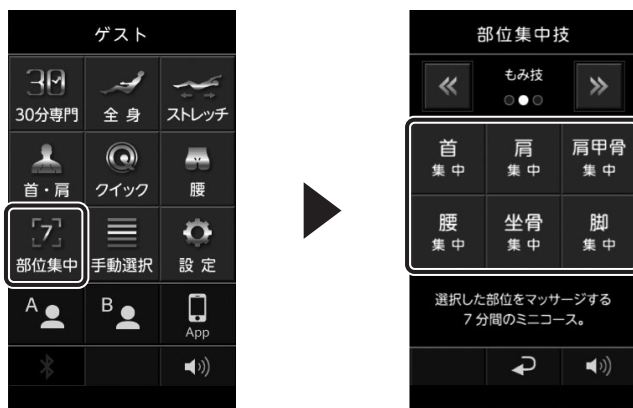 ゲスト
30
30分専門
全 身
ストレッチ
首・肩
クイック
腰
7
部位集中
手動選択
設 定
A
B
App
部位集中技
もみ技
首
集 中
肩
集 中
肩甲骨
集 中
腰
集 中
坐骨
集 中
脚
集 中
選択した部位をマッサージする
7 分間のミニコース。